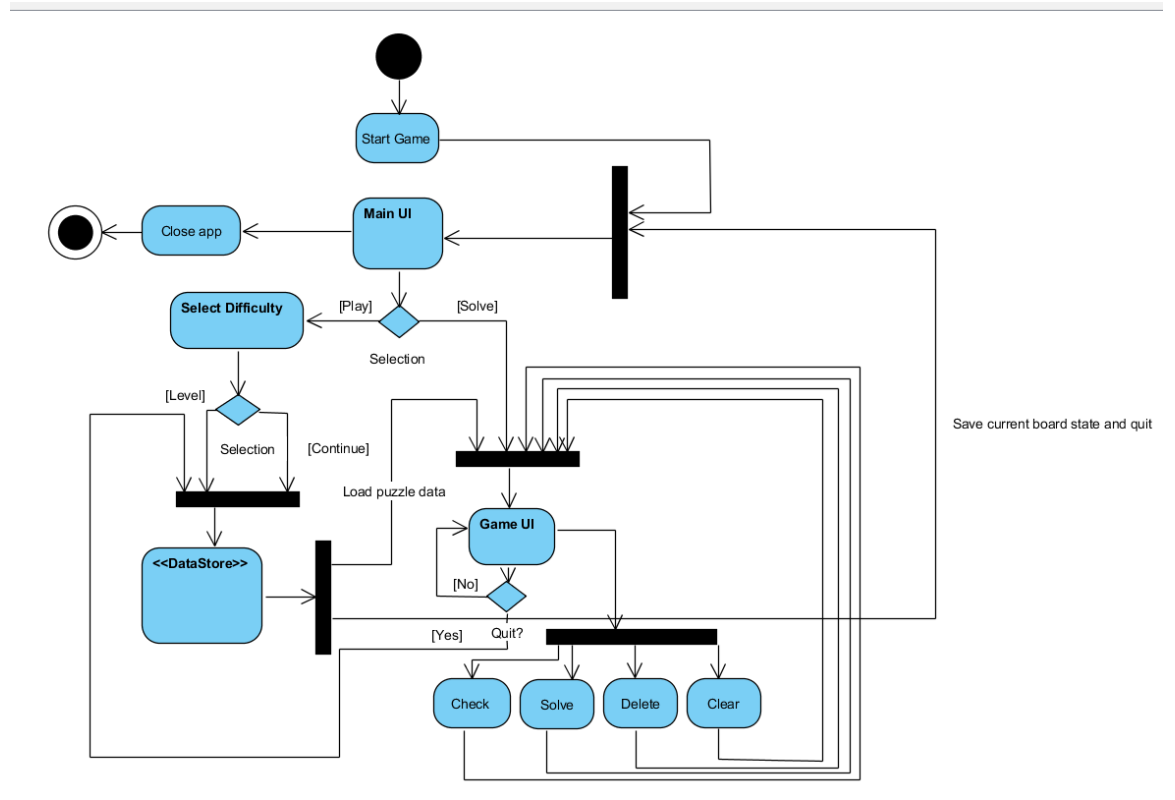 Start Game
Main UI
Close app
Select Difficulty
[Play]
[Solve]
Selection
[Level]
Selection
[Continue]
Save current board state and quit
Load puzzle data
Game UI
<<DataStore>>
[No]
[Yes]
Quit?
Check
Solve
Delete
Clear